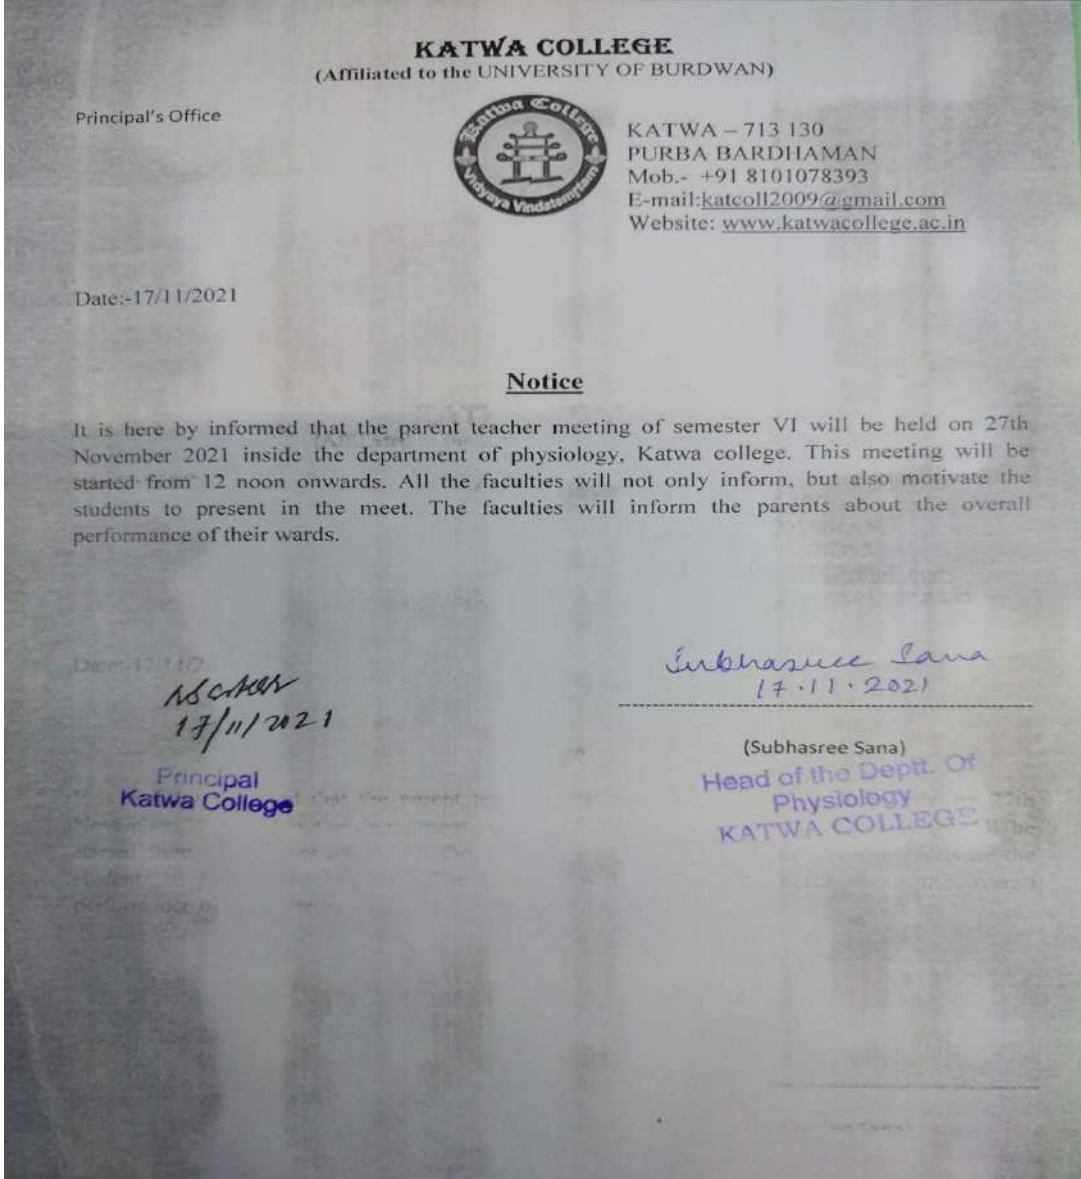 KATWA COLLEGE
(Affiliated to the UNIVERSITY OF BURDWAN)
Principal's Office
Katwa College
Vidyaya Vindatemrtam
KATWA – 713 130
PURBA BARDHAMAN
Mob.- +91 8101078393
E-mail:katcoll2009@gmail.com
Website: www.katwacollege.ac.in
Date:-17/11/2021
Notice
It is here by informed that the parent teacher meeting of semester VI will be held on 27th
November 2021 inside the department of physiology, Katwa college. This meeting will be
started from 12 noon onwards. All the faculties will not only inform, but also motivate the
students to present in the meet. The faculties will inform the parents about the overall
performance of their wards.
17/11/2021
Principal
Katwa College
Subhasree Sana
17.11.2021
(Subhasree Sana)
Head of the Deptt. Of
Physiology
KATWA COLLEGE